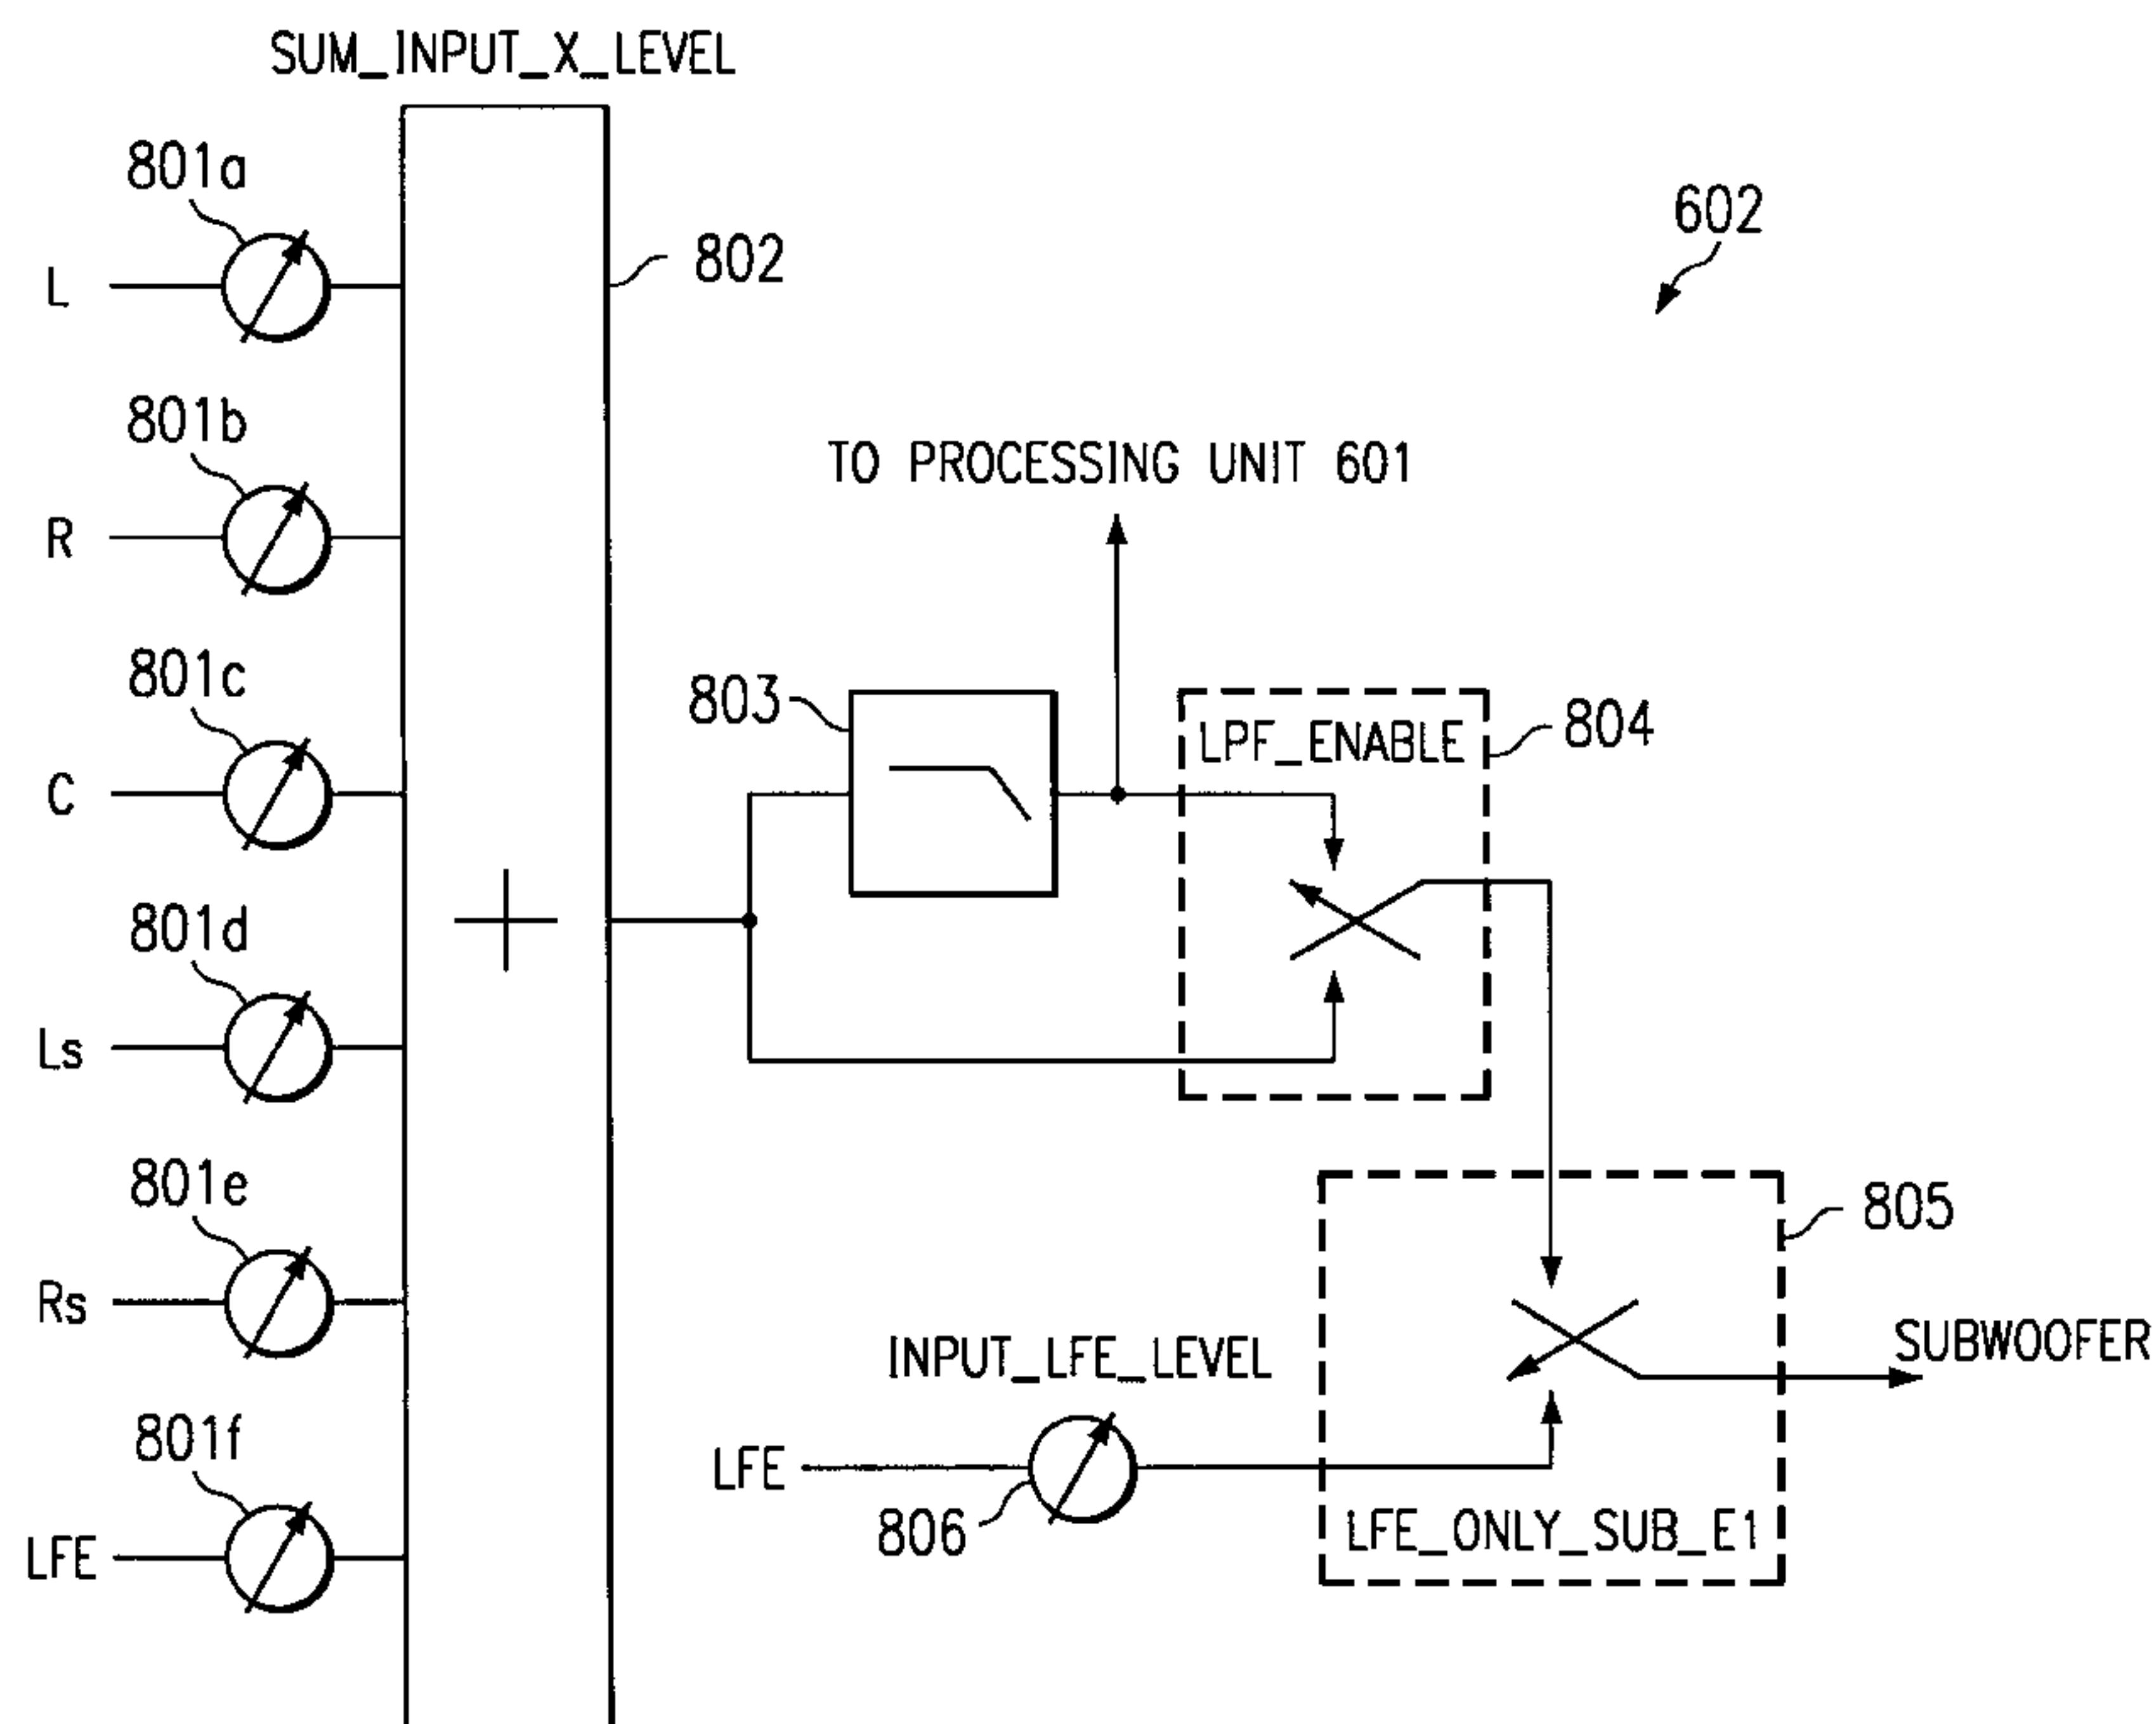 SUM_INPUT_X_LEVEL
801a
L
802
602
801b
R
TO PROCESSING UNIT 601
801c
C
803
LPF_ENABLE
804
801d
Ls
801e
Rs
805
INPUT_LFE_LEVEL
SUBWOOFER
801f
LFE
LFE
806
LFE_ONLY_SUB_E1